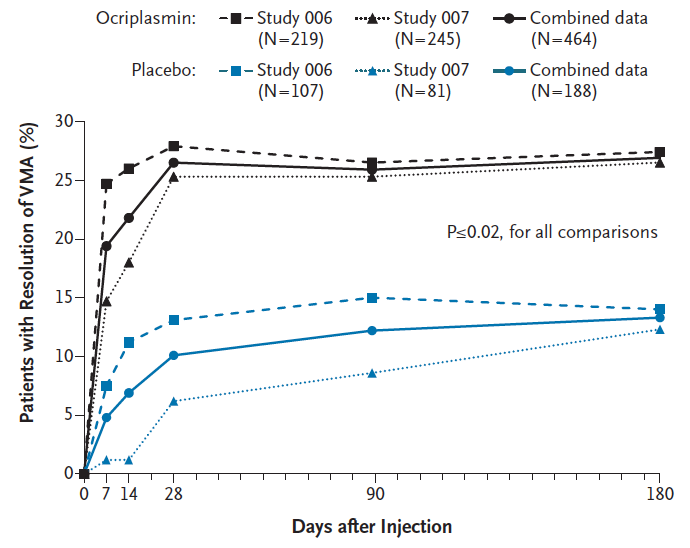 Ocriplasmin: Study 006 Study 007 Combined data
(N=219) (N=245) (N=464)
Placebo: Study 006 Study 007 Combined data
(N=107) (N=81) (N=188)
Patients with Resolution of VMA (%)
30
25
20
15
10
5
0
P≤0.02, for all comparisons
0 7 14 28 90 180
Days after Injection